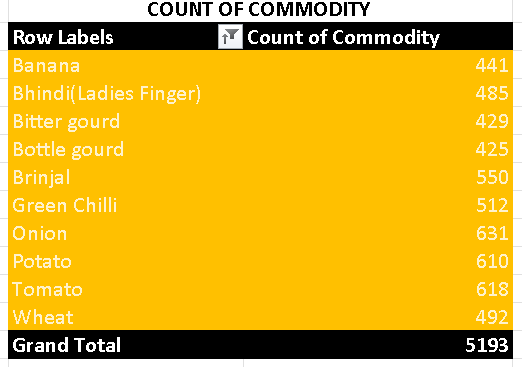 COUNT OF COMMODITY
Row Labels Count of Commodity
Banana 441
Bhindi(Ladies Finger) 485
Bitter gourd 429
Bottle gourd 425
Brinjal 550
Green Chilli 512
Onion 631
Potato 610
Tomato 618
Wheat 492
Grand Total 5193